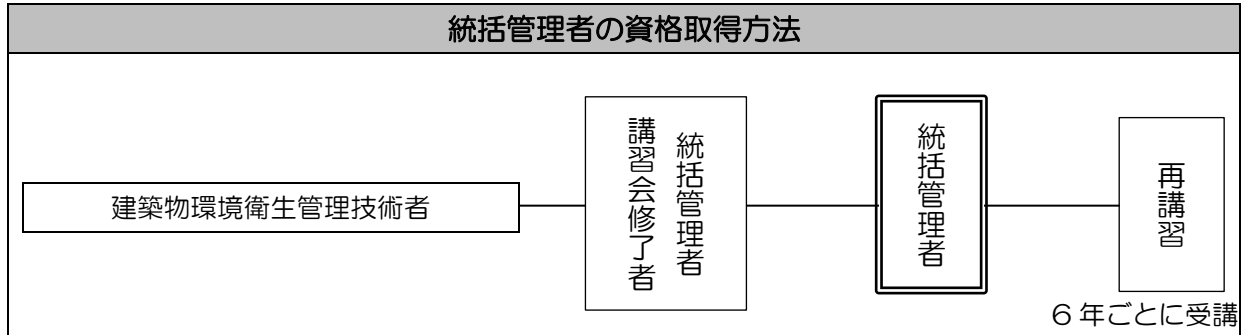 統括管理者の資格取得方法
建築物環境衛生管理技術者
統括管理者
講習会修了者
統括管理者
再講習
6年ごとに受講